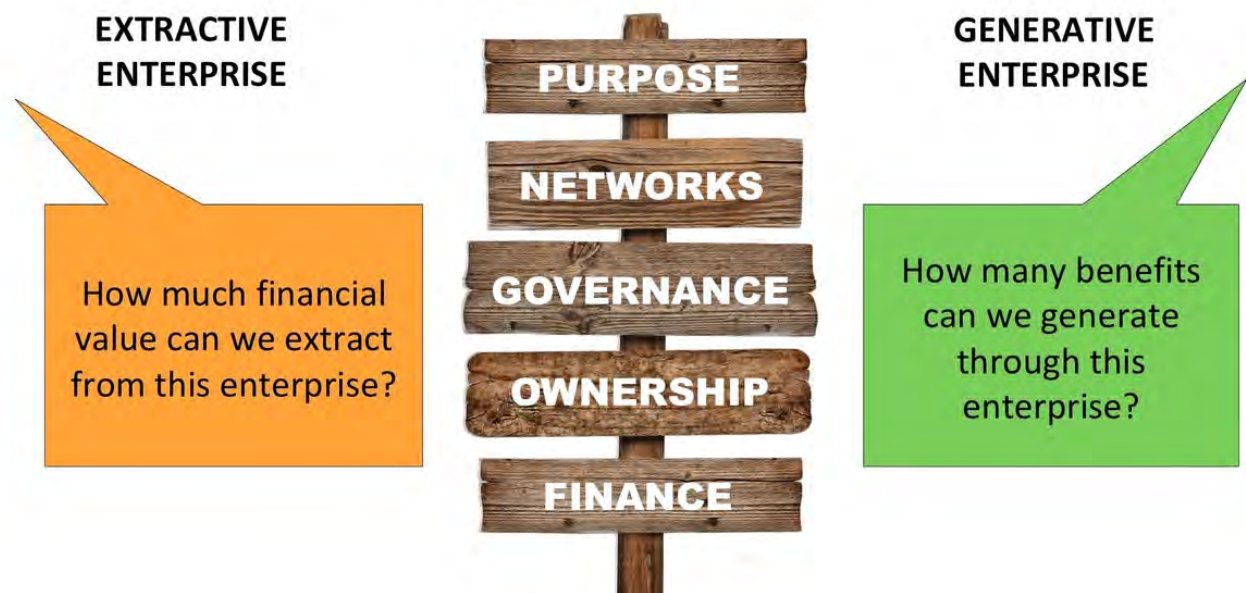 EXTRACTIVE
ENTERPRISE
How much financial
value can we extract
from this enterprise?
PURPOSE
NETWORKS
GOVERNANCE
OWNERSHIP
FINANCE
GENERATIVE
ENTERPRISE
How many benefits
can we generate
through this
enterprise?